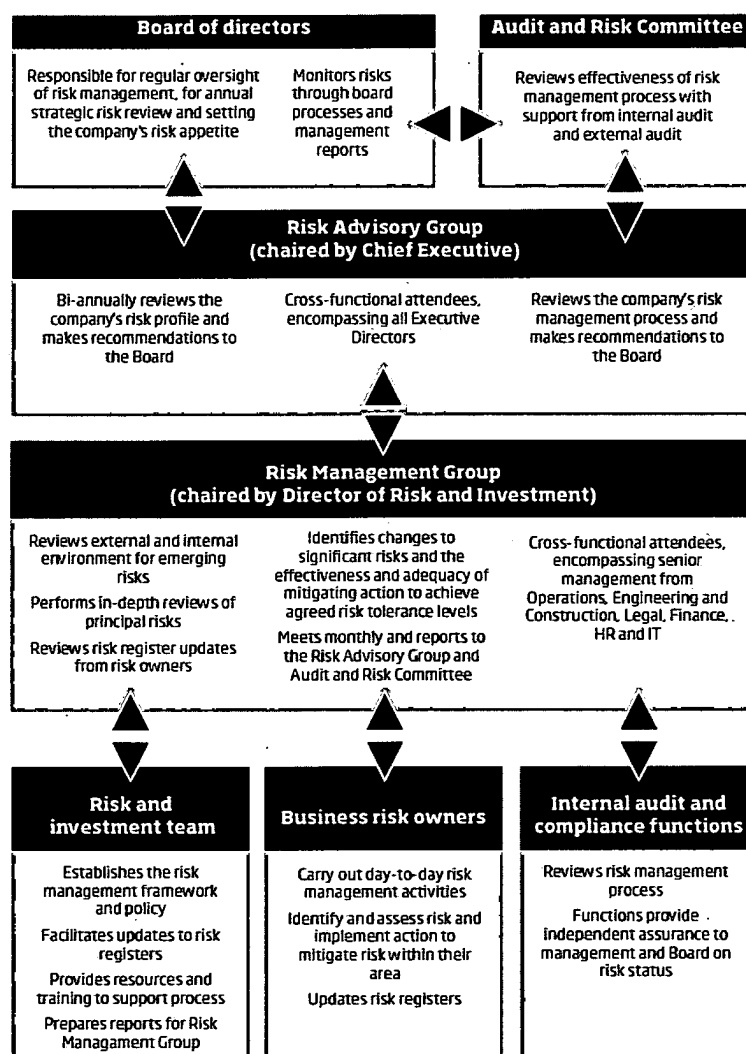 Board of directors
Responsible for regular oversight
of risk management, for annual
strategic risk review and setting
the company's risk appetite
Monitors risks
through board
processes and
management
reports
Audit and Risk Committee
Reviews effectiveness of risk
management process with
support from internal audit
and external audit
Risk Advisory Group
(chaired by Chief Executive)
Bi-annually reviews the
company's risk profile and
makes recommendations to
the Board
Cross-functional attendees,
encompassing all Executive
Directors
Reviews the company's risk
management process and
makes recommendations to
the Board
Risk Management Group
(chaired by Director of Risk and Investment)
Reviews external and internal
environment for emerging
risks
Performs in-depth reviews of
principal risks
Reviews risk register updates
from risk owners
Identifies changes to
significant risks and the
effectiveness and adequacy of
mitigating action to achieve
agreed risk tolerance levels
Meets monthly and reports to
the Risk Advisory Group and
Audit and Risk Committee
Cross-functional attendees,
encompassing senior
management from
Operations, Engineering and
Construction, Legal, Finance,
HR and IT
Risk and
investment team
Establishes the risk
management framework
and policy
Facilitates updates to risk
registers
Provides resources and
training to support process
Prepares reports for Risk
Managament Group
Business risk owners
Carry out day-to-day risk
management activities
Identify and assess risk and
implement action to
mitigate risk within their
area
Updates risk registers
Internal audit and
compliance functions
Reviews risk management
process
Functions provide
independent assurance to
management and Board on
risk status